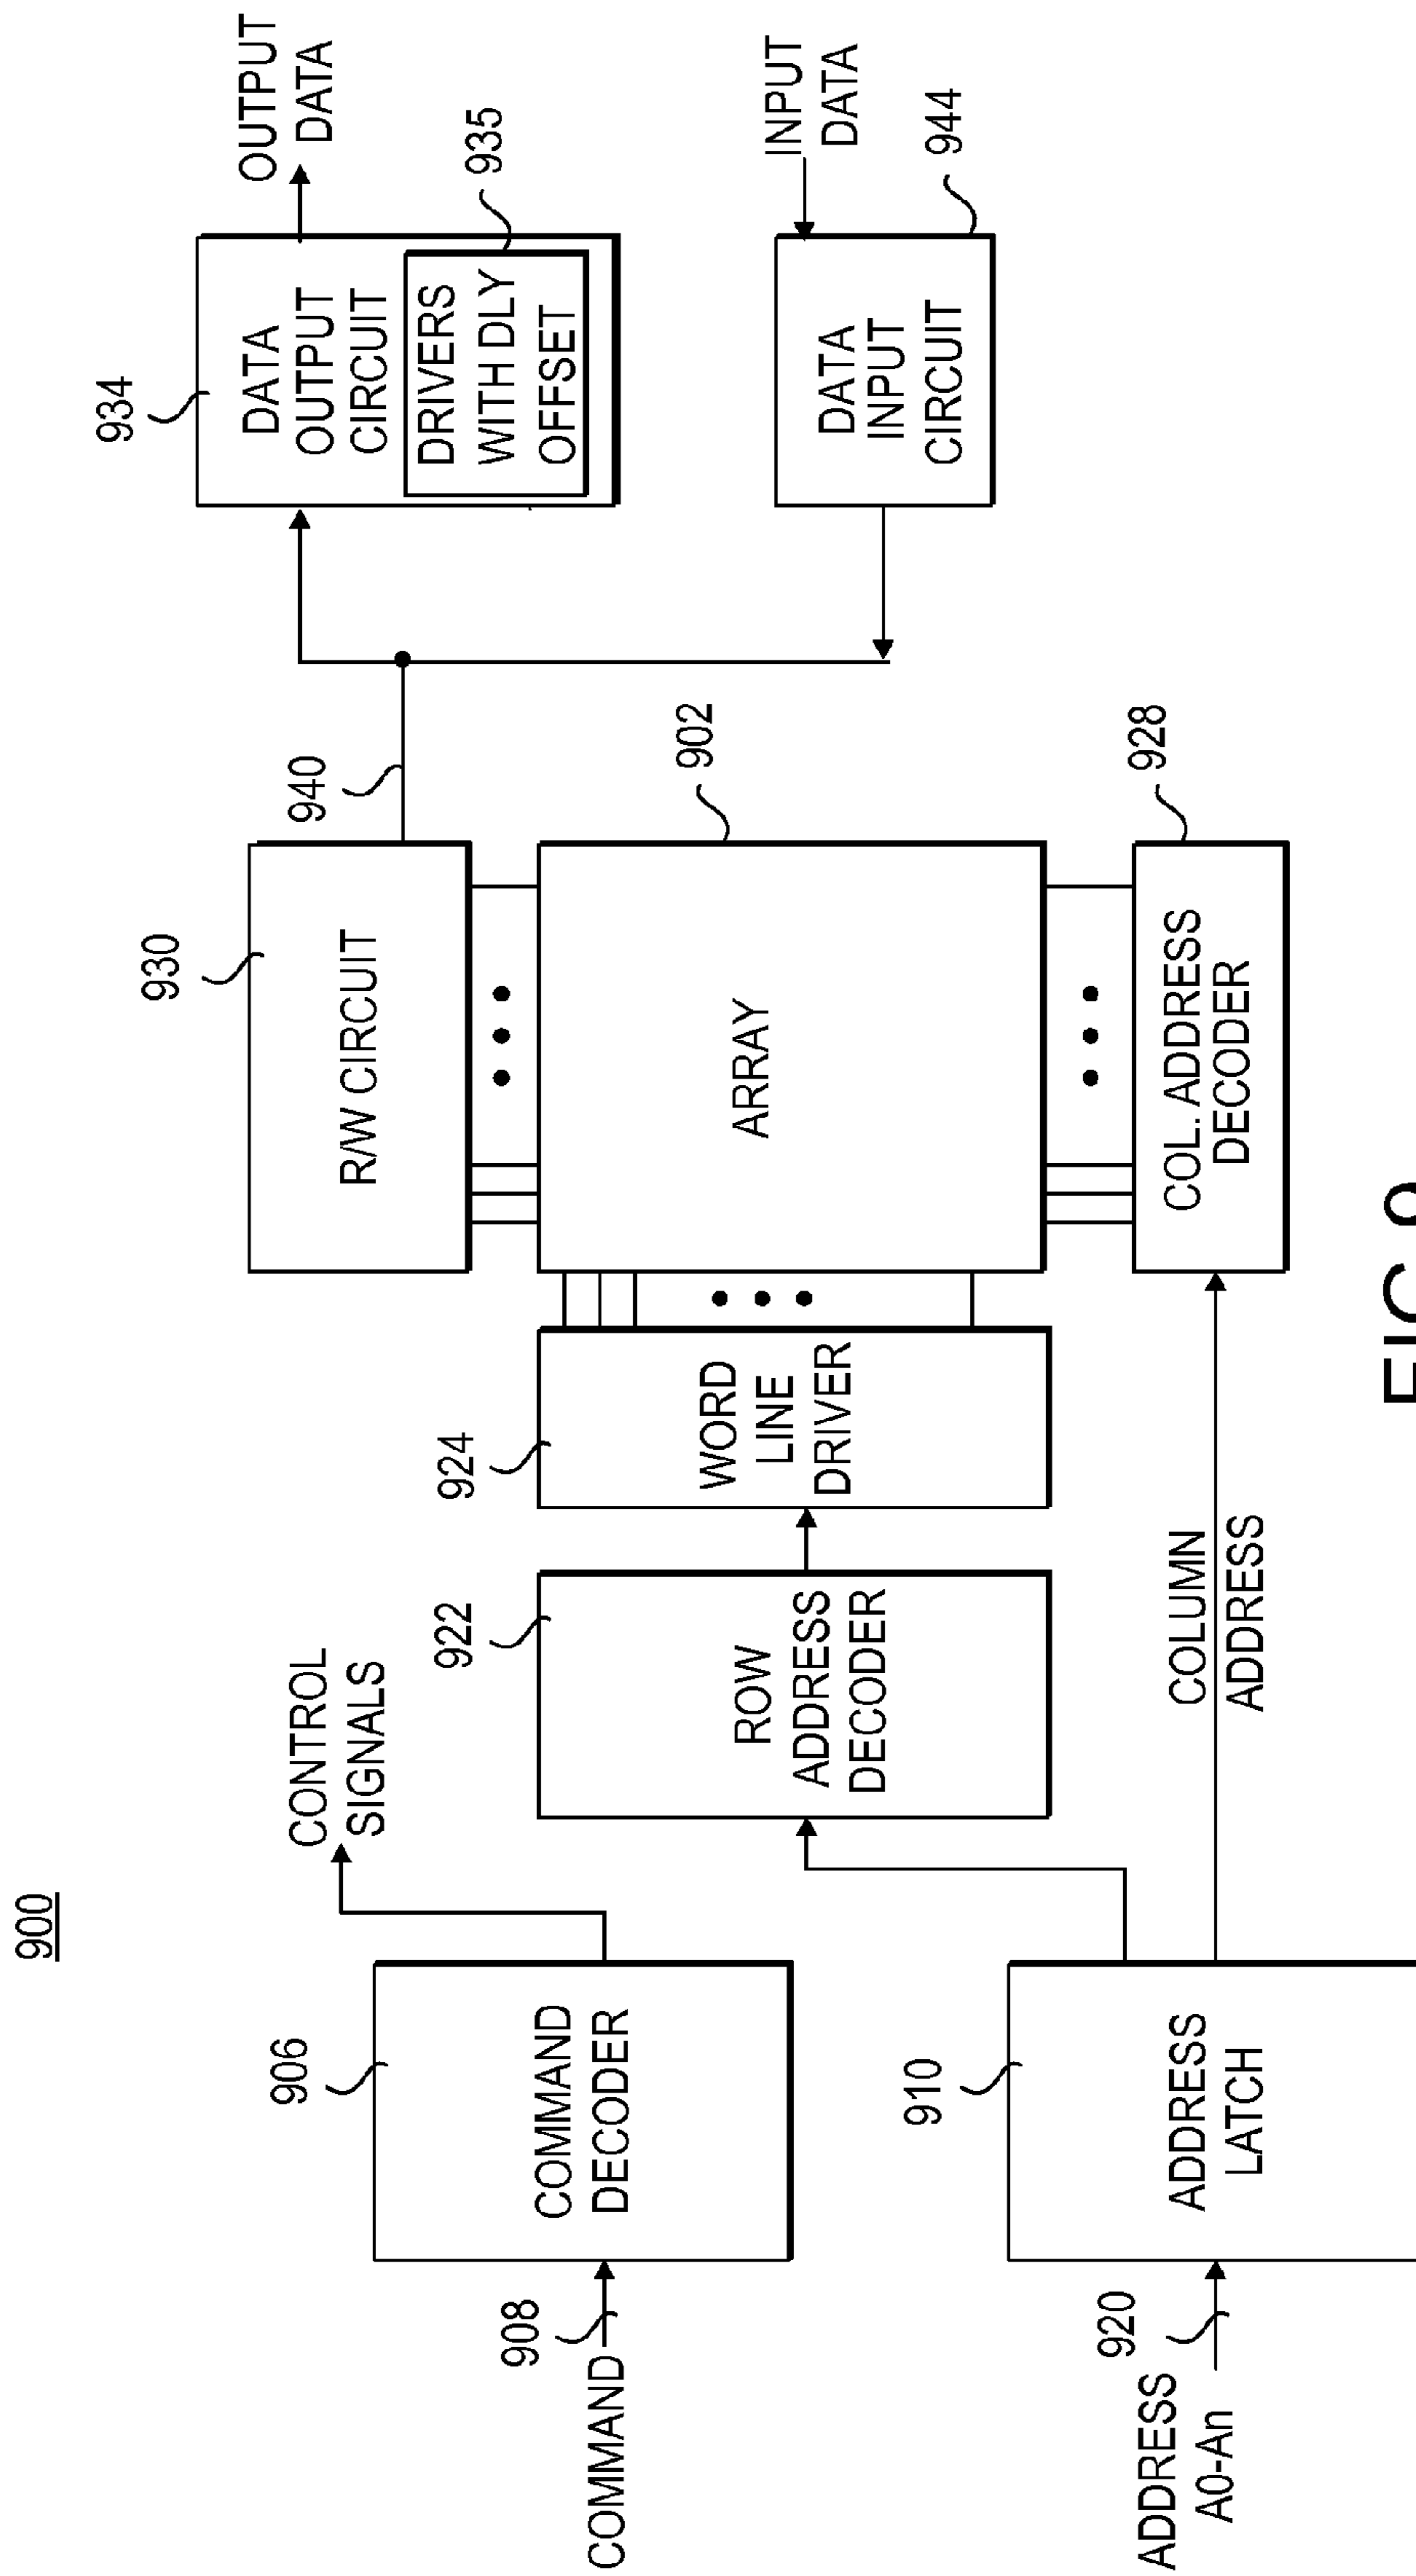 900
934
OUTPUT
DATA
930
DATA
OUTPUT
CIRCUIT
906
CONTROL
SIGNALS
940
R/W CIRCUIT
DRIVERS
WITH DLY
OFFSET
935
922
924
908
COMMAND
COMMAND
DECODER
ROW
ADDRESS
DECODER
WORD
LINE
DRIVER
ARRAY
902
INPUT
DATA
DATA
INPUT
CIRCUIT
944
910
920
ADDRESS
A0-An
ADDRESS
LATCH
COLUMN
ADDRESS
COL. ADDRESS
DECODER
928
FIG